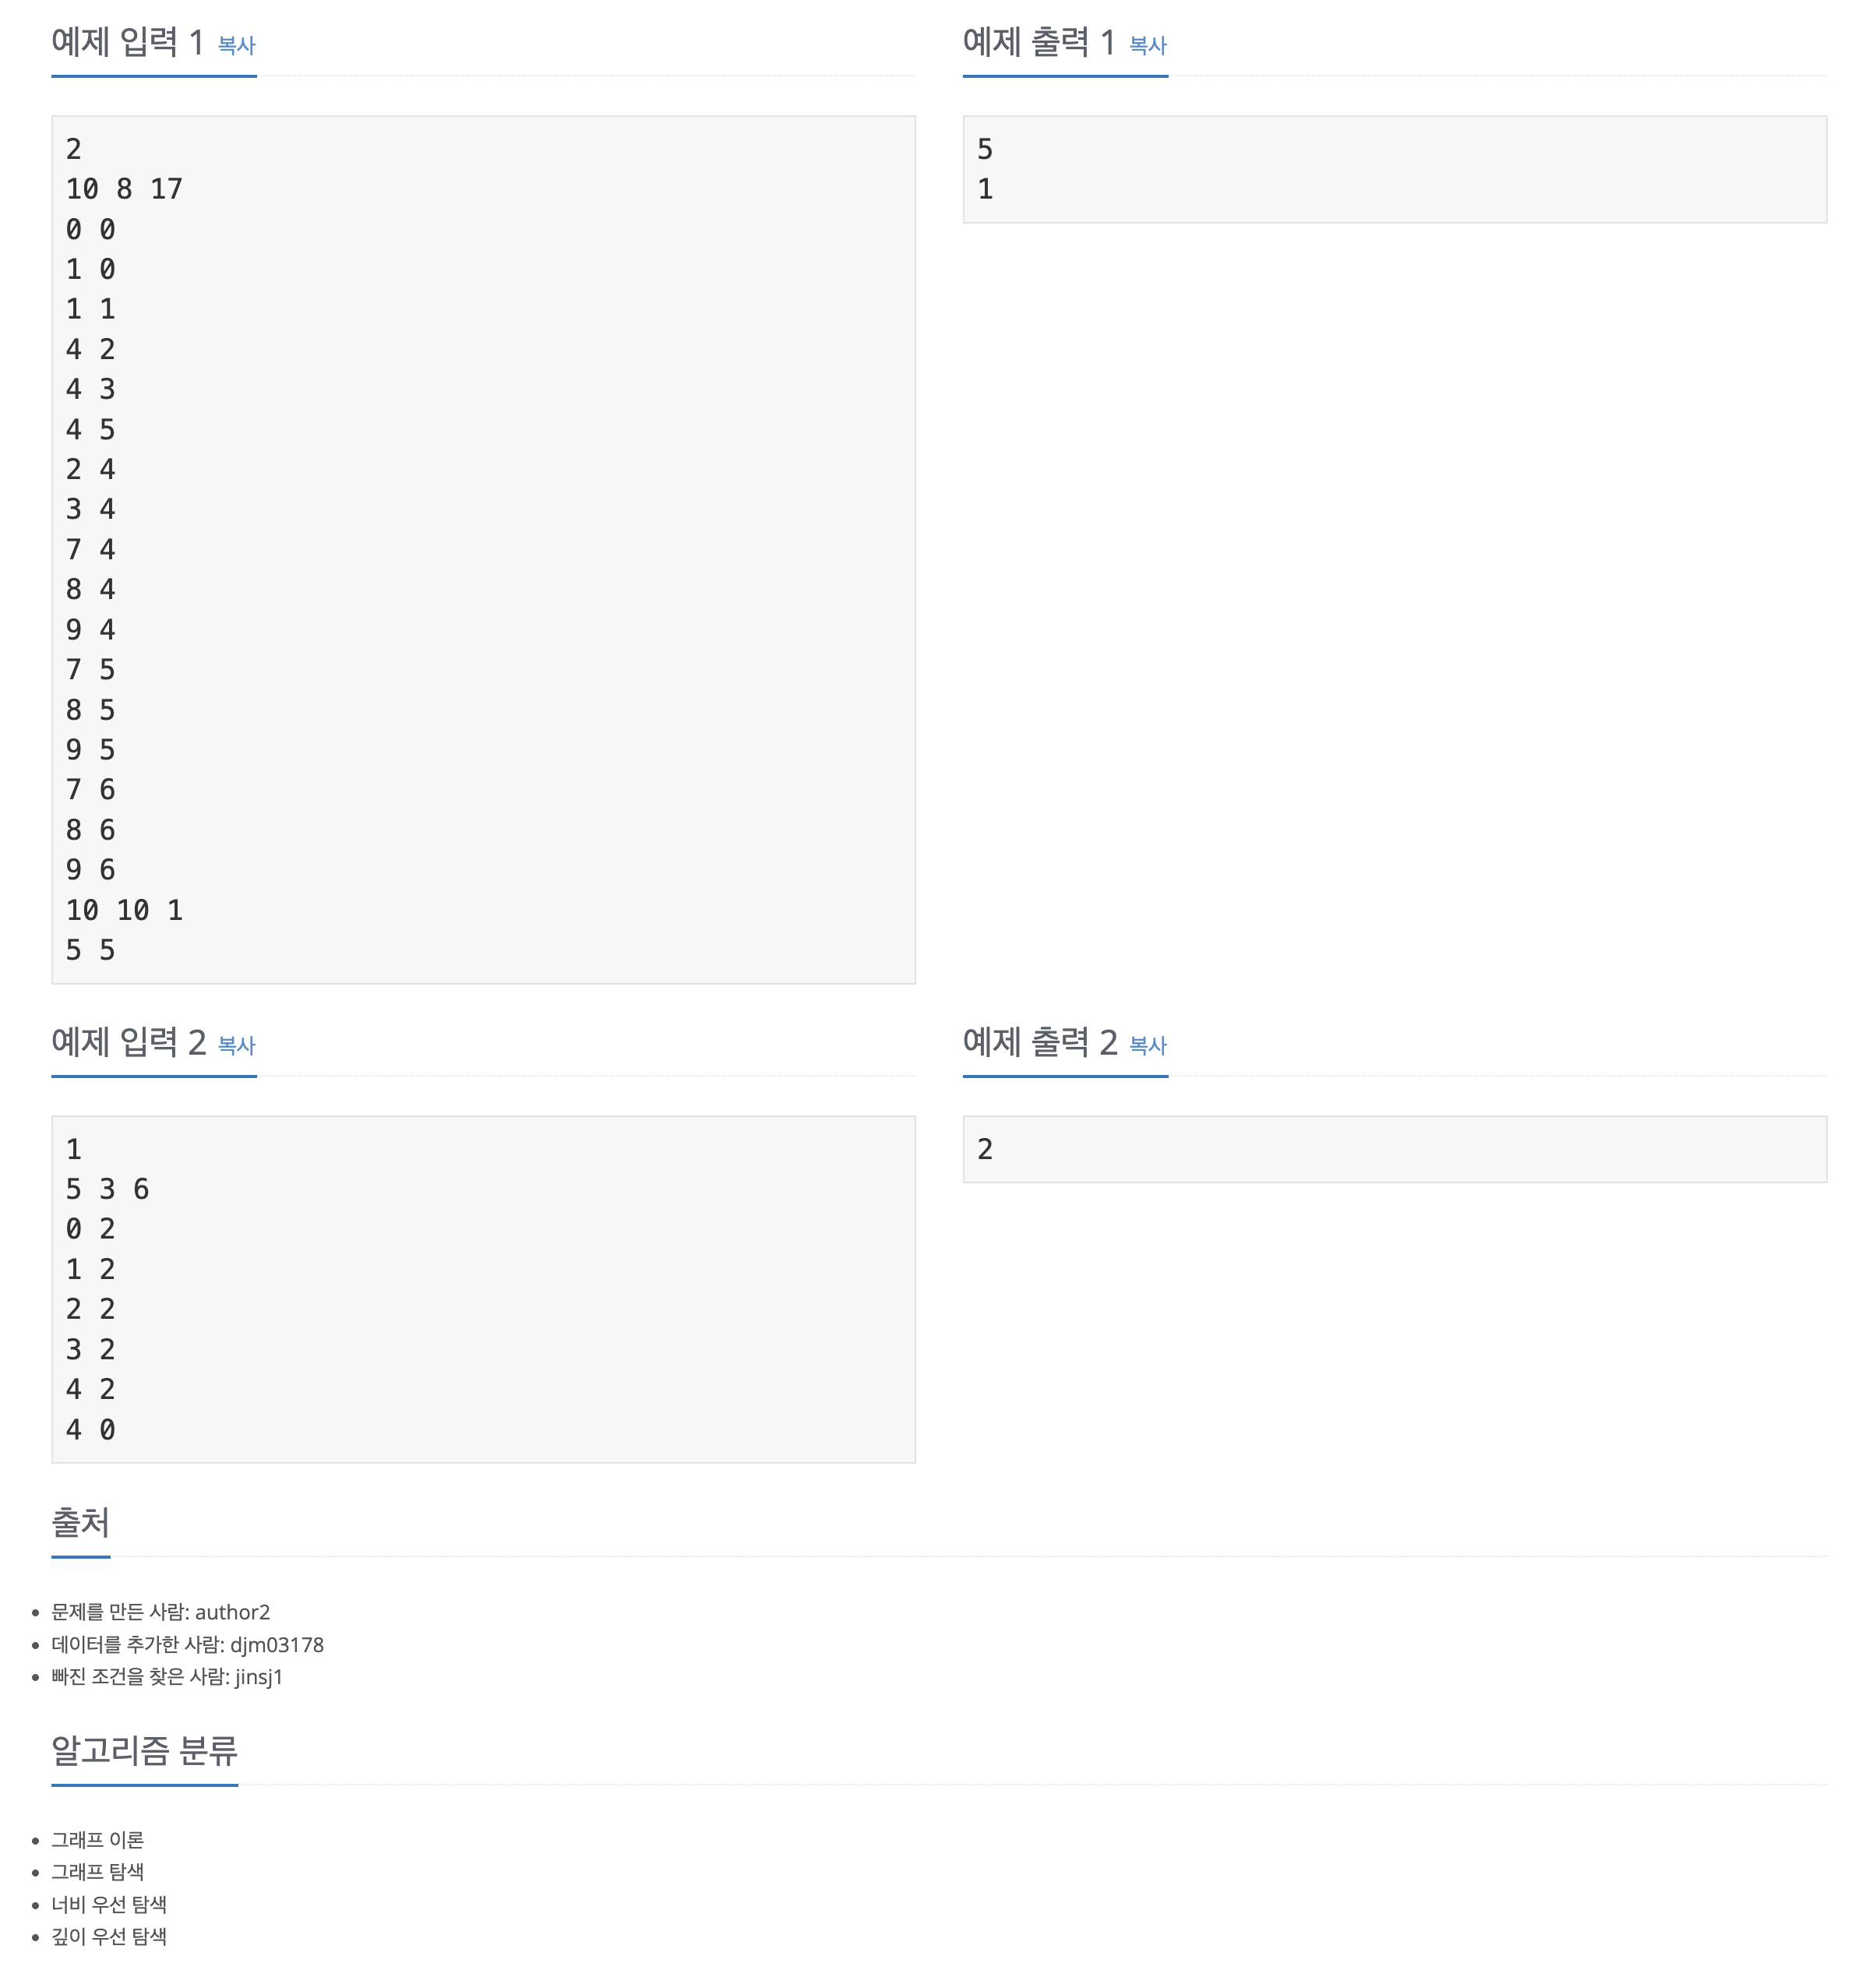 예제 입력 1 복사
2
10 8 17
0 0
1 0
1 1
4 2
4 3
4 5
2 4
3 4
7 4
8 4
9 4
7 5
8 5
9 5
7 6
8 6
9 6
10 10 1
5 5
예제 출력 1 복사
5
1
예제 입력 2 복사
1
5 3 6
0 2
1 2
2 2
3 2
4 2
4 0
예제 출력 2 복사
2
출처
문제를 만든 사람: author2
데이터를 추가한 사람: djm03178
빠진 조건을 찾은 사람: jinsj1
알고리즘 분류
그래프 이론
그래프 탐색
너비 우선 탐색
깊이 우선 탐색